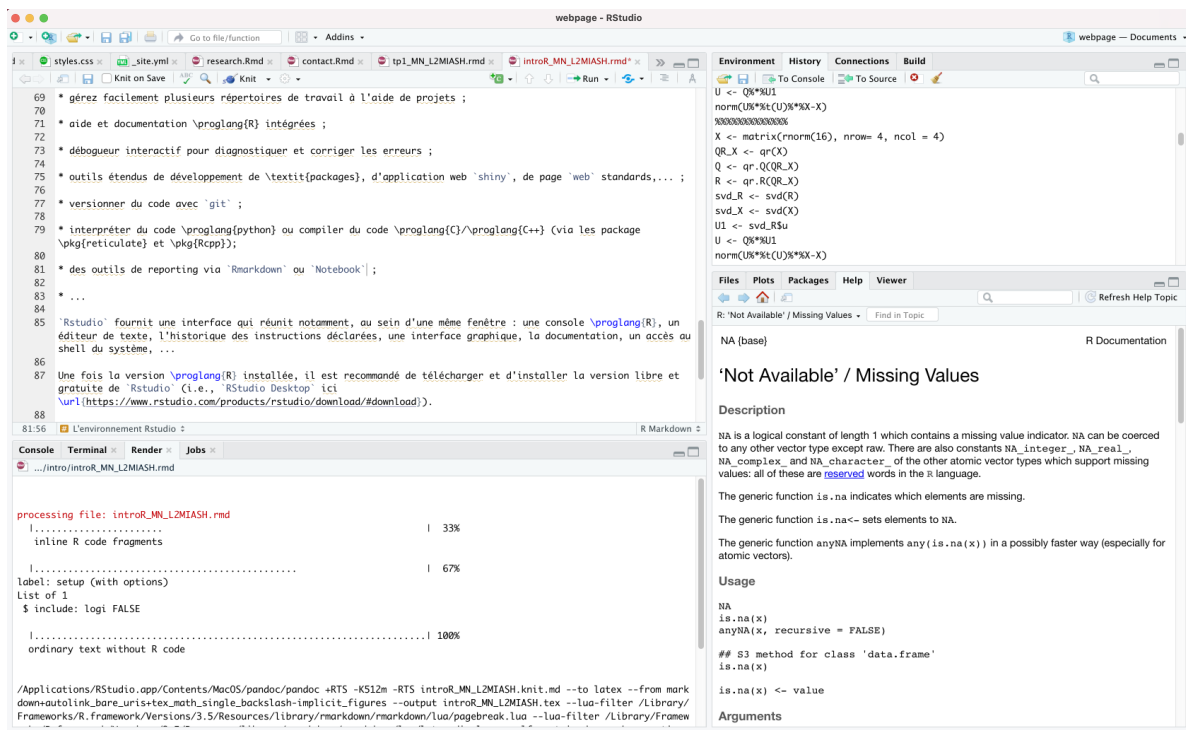 webpage - RStudio
Go to file/function
Addins
webpage — Documents
styles.css
_site.yml
research.Rmd
contact.Rmd
tp1_MN_L2MIASH.rmd
introR_MN_L2MIASH.rmd*
Knit on Save
ABC
Knit
Run
69 * gérez facilement plusieurs répertoires de travail à l'aide de projets ;
70
71 * aide et documentation \proglang{R} intégrées ;
72
73 * débogueur interactif pour diagnostiquer et corriger les erreurs ;
74
75 * outils étendus de développement de \textit{packages}, d'application web `shiny`, de page `web` standards,... ;
76
77 * versionner du code avec `git` ;
78
79 * interpréter du code \proglang{python} ou compiler du code \proglang{C}/\proglang{C++} (via les package
\pkg{reticulate} et \pkg{Rcpp});
80
81 * des outils de reporting via `Rmarkdown` ou `Notebook` ;
82
83 * ...
84
85 `Rstudio` fournit une interface qui réunit notamment, au sein d'une même fenêtre : une console \proglang{R}, un
éditeur de texte, l'historique des instructions déclarées, une interface graphique, la documentation, un accès au
shell du système, ...
86
87 Une fois la version \proglang{R} installée, il est recommandé de télécharger et d'installer la version libre et
gratuite de `Rstudio` (i.e., `RStudio Desktop` ici
\url{https://www.rstudio.com/products/rstudio/download/#download}).
88
81:56 L'environnement Rstudio R Markdown
Console Terminal Render Jobs
.../intro/introR_MN_L2MIASH.rmd
processing file: introR_MN_L2MIASH.rmd
|....................... | 33%
inline R code fragments
|............................................... | 67%
label: setup (with options)
List of 1
$ include: logi FALSE
|......................................................................| 100%
ordinary text without R code
/Applications/RStudio.app/Contents/MacOS/pandoc/pandoc +RTS -K512m -RTS introR_MN_L2MIASH.knit.md --to latex --from mark
down+autolink_bare_uris+tex_math_single_backslash-implicit_figures --output introR_MN_L2MIASH.tex --lua-filter /Library/
Frameworks/R.framework/Versions/3.5/Resources/library/rmarkdown/rmarkdown/lua/pagebreak.lua --lua-filter /Library/Framew
Environment History Connections Build
To Console To Source
U <- Q%*%U1
norm(U%*%t(U)%*%X-X)
%%%%%%%%%%%%%
X <- matrix(rnorm(16), nrow= 4, ncol = 4)
QR_X <- qr(X)
Q <- qr.Q(QR_X)
R <- qr.R(QR_X)
svd_R <- svd(R)
svd_X <- svd(X)
U1 <- svd_R$u
U <- Q%*%U1
norm(U%*%t(U)%*%X-X)
Files Plots Packages Help Viewer
Refresh Help Topic
R: 'Not Available' / Missing Values Find in Topic
NA {base} R Documentation
‘Not Available’ / Missing Values
Description
NA is a logical constant of length 1 which contains a missing value indicator. NA can be coerced
to any other vector type except raw. There are also constants NA_integer_, NA_real_,
NA_complex_ and NA_character_ of the other atomic vector types which support missing
values: all of these are reserved words in the R language.
The generic function is.na indicates which elements are missing.
The generic function is.na<- sets elements to NA.
The generic function anyNA implements any(is.na(x)) in a possibly faster way (especially for
atomic vectors).
Usage
NA
is.na(x)
anyNA(x, recursive = FALSE)
## S3 method for class 'data.frame'
is.na(x)
is.na(x) <- value
Arguments